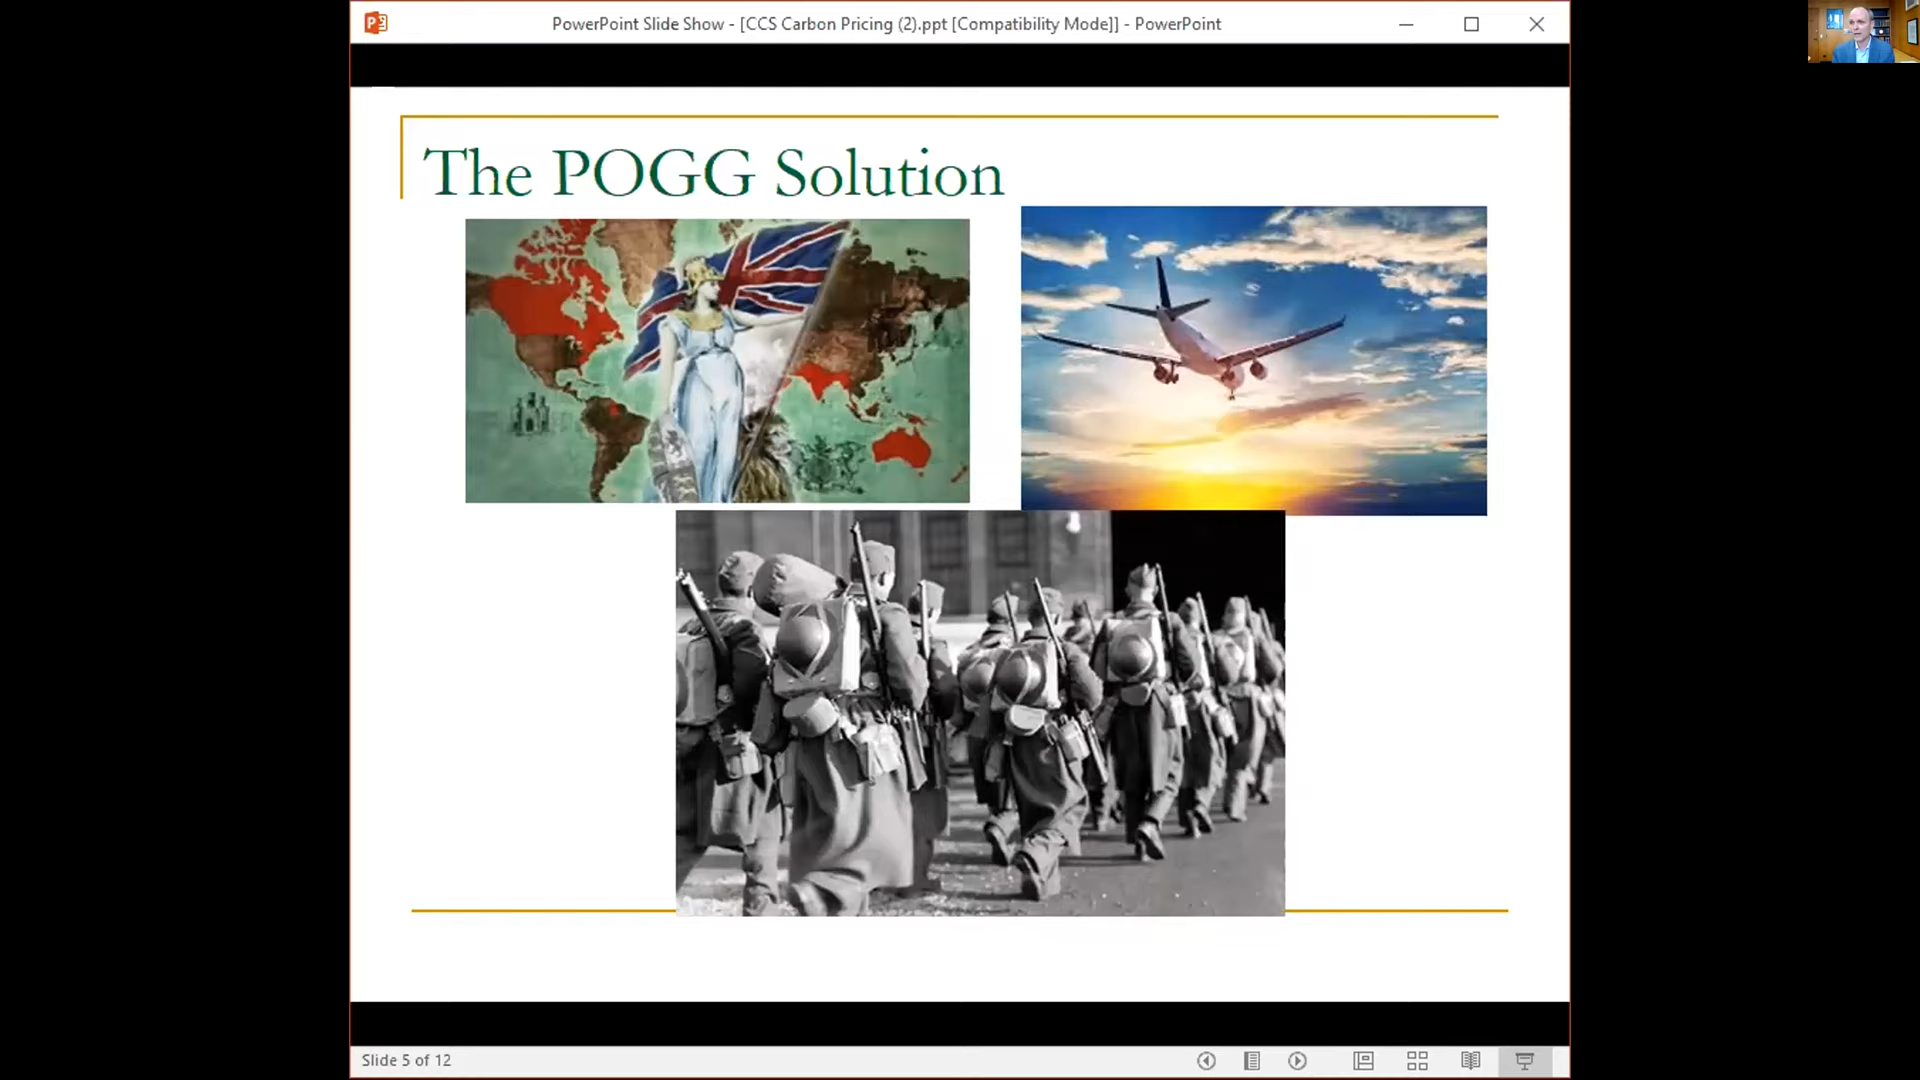 PowerPoint Slide Show - [CCS Carbon Pricing (2).ppt [Compatibility Mode]] - PowerPoint
The POGG Solution
Slide 5 of 12